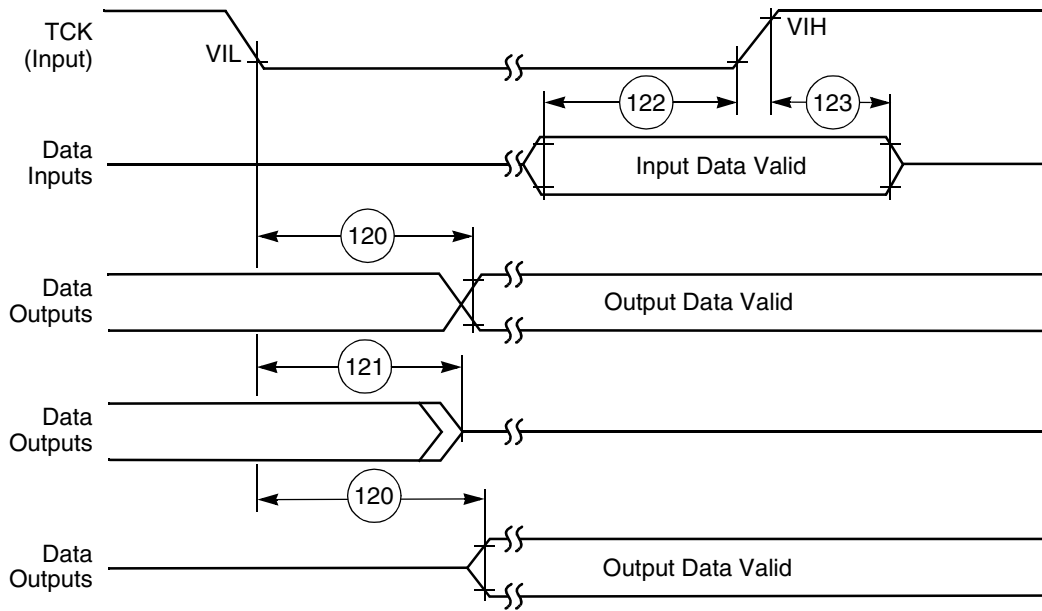 TCK
(Input)
VIL
VIH
122
123
Data
Inputs
Input Data Valid
120
Data
Outputs
Output Data Valid
121
Data
Outputs
120
Data
Outputs
Output Data Valid